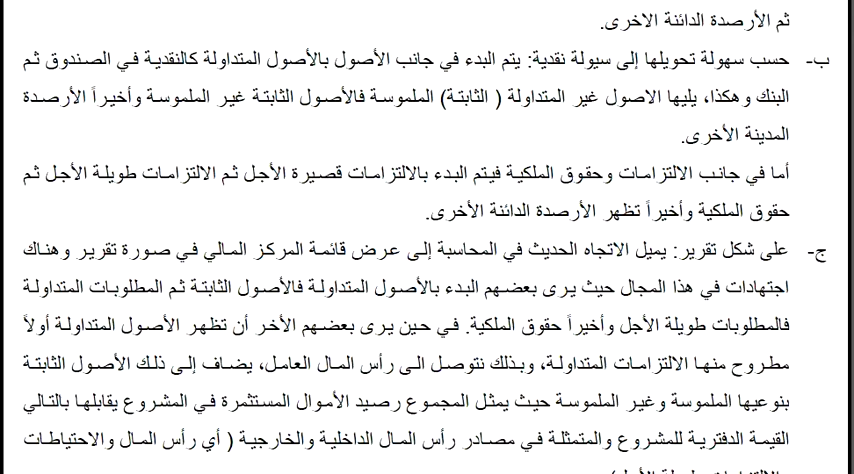 ثم الأرصدة الدائنة الاخرى.
ب- حسب سهولة تحويلها إلى سيولة نقدية: يتم البدء في جانب الأصول بالأصول المتداولة كالنقدية في الصندوق ثم
البنك وهكذا، يليها الاصول غير المتداولة ( الثابتة) الملموسة فالأصول الثابتة غير الملموسة وأخيراً الأرصدة
المدينة الأخرى.
أما في جانب الالتزامات وحقوق الملكية فيتم البدء بالالتزامات قصيرة الأجل ثم الالتزامات طويلة الأجل ثم
حقوق الملكية وأخيراً تظهر الأرصدة الدائنة الأخرى.
ج- على شكل تقرير: يميل الاتجاه الحديث في المحاسبة إلى عرض قائمة المركز المالي في صورة تقرير وهناك
اجتهادات في هذا المجال حيث يرى بعضهم البدء بالأصول المتداولة فالأصول الثابتة ثم المطلوبات المتداولة
فالمطلوبات طويلة الأجل وأخيراً حقوق الملكية. في حين يرى بعضهم الأخر أن تظهر الأصول المتداولة أولاً
مطروح منها الالتزامات المتداولة، وبذلك نتوصل الى رأس المال العامل، يضاف إلى ذلك الأصول الثابتة
بنوعيها الملموسة وغير الملموسة حيث يمثل المجموع رصيد الأموال المستثمرة في المشروع يقابلها بالتالي
القيمة الدفترية للمشروع والمتمثلة في مصادر رأس المال الداخلية والخارجية ( أي رأس المال والاحتياطات